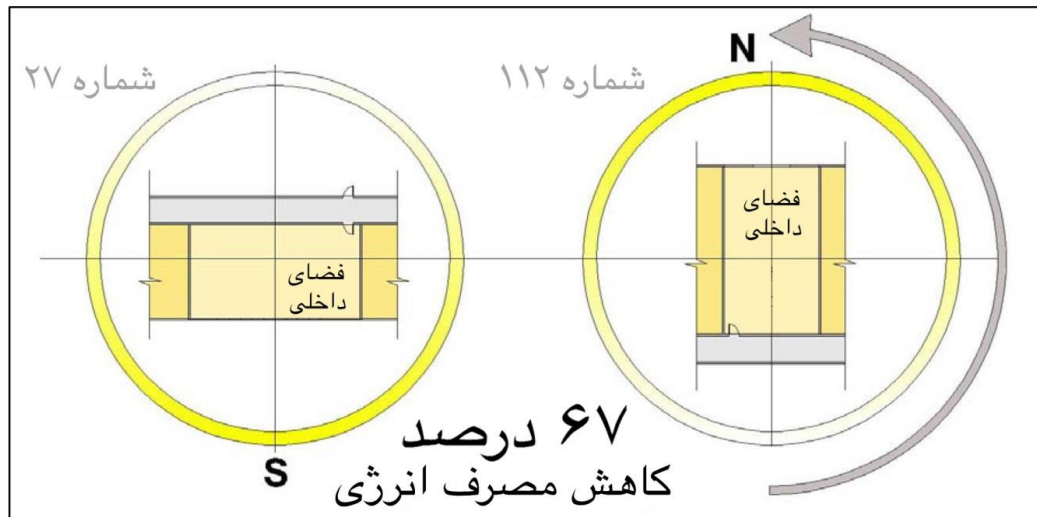 شماره ۲۷
شماره ۱۱۲
N
فضای
داخلی
فضای
داخلی
S
۶۷ درصد
کاهش مصرف انرژی